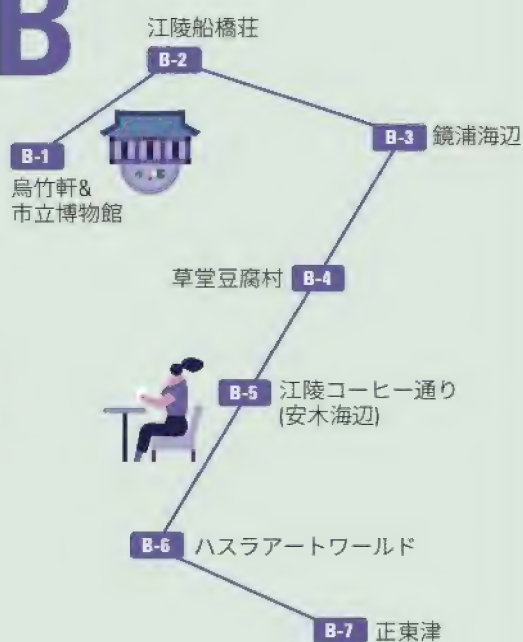 B
江陵船橋荘
B-2
B-3 鏡浦海辺
B-1
烏竹軒&
市立博物館
草堂豆腐村 B-4
B-5 江陵コーヒー通り
(安木海辺)
B-6 ハスラアートワールド
B-7 正東津